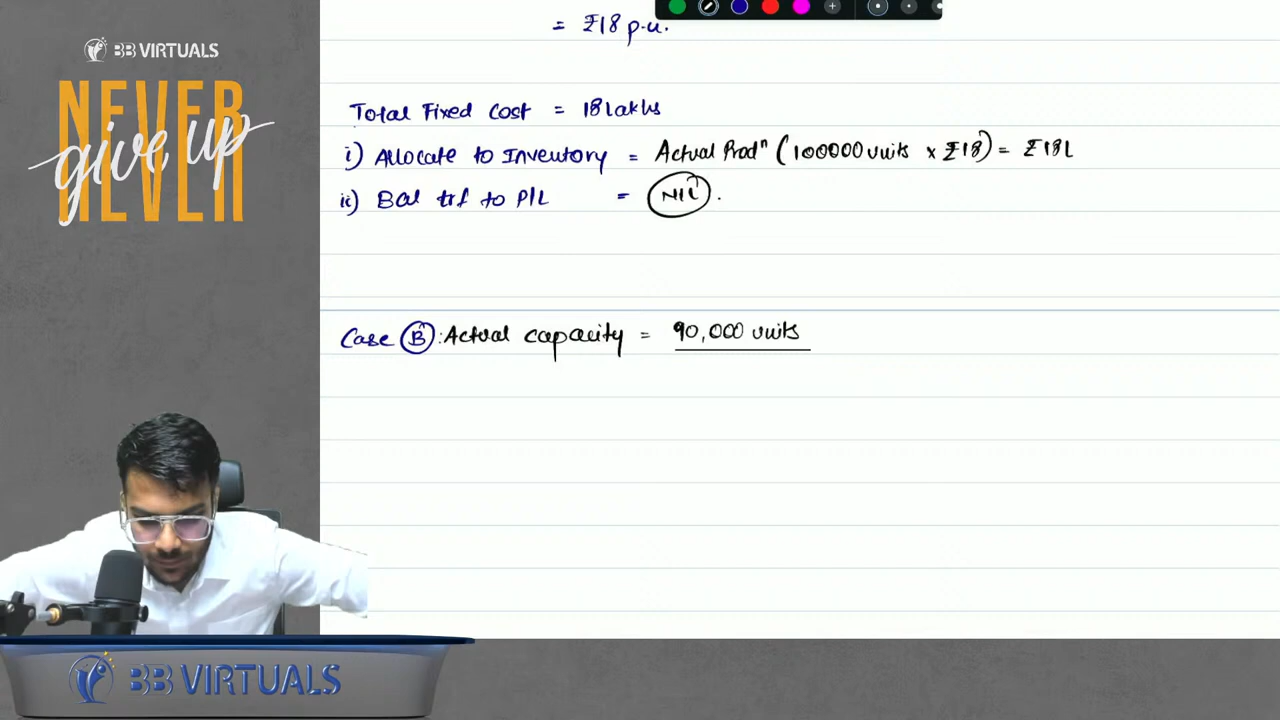 BB VIRTUALS
NEVER
give up
NEVER
= ₹18 p.u.
Total Fixed Cost = 18 Lakhs
i) Allocate to Inventory = Actual Prodⁿ (100000 units x ₹18) = ₹18L
ii) Bal trf to P/L = NIL.
Case B: Actual capacity = 90,000 units
BB VIRTUALS